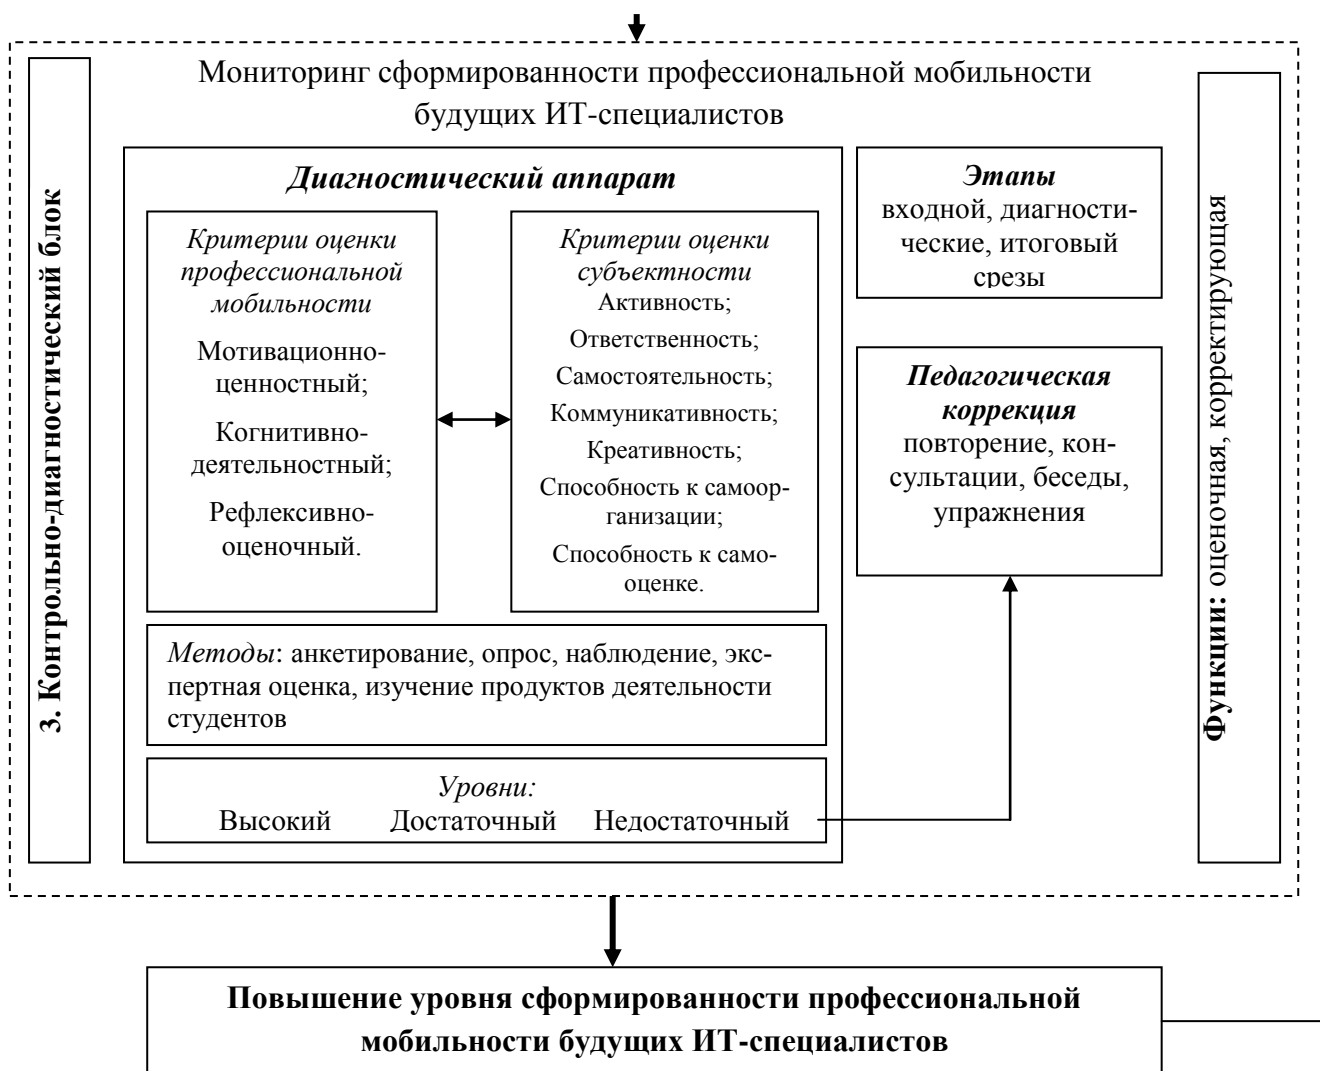 3. Контрольно-диагностический блок
Мониторинг сформированности профессиональной мобильности
будущих ИТ-специалистов
Диагностический аппарат
Критерии оценки
профессиональной
мобильности
Мотивационно-
ценностный;
Когнитивно-
деятельностный;
Рефлексивно-
оценочный.
Критерии оценки
субъектности
Активность;
Ответственность;
Самостоятельность;
Коммуникативность;
Креативность;
Способность к самоор-
ганизации;
Способность к само-
оценке.
Методы: анкетирование, опрос, наблюдение, экс-
пертная оценка, изучение продуктов деятельности
студентов
Уровни:
Высокий Достаточный Недостаточный
Этапы
входной, диагности-
ческие, итоговый
срезы
Педагогическая
коррекция
повторение, кон-
сультации, беседы,
упражнения
Функции: оценочная, корректирующая
Повышение уровня сформированности профессиональной
мобильности будущих ИТ-специалистов